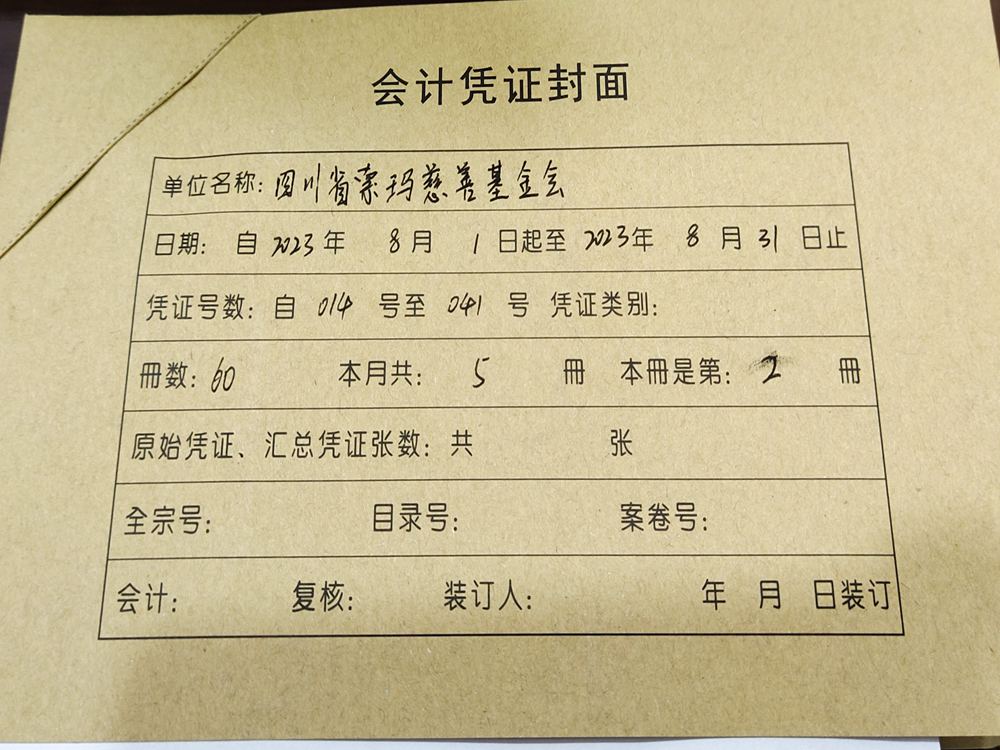 会计凭证封面
单位名称：四川省索玛慈善基金会
日期： 自 2023 年 8 月 1 日起至 2023 年 8 月 31 日止
凭证号数：自 014 号至 041 号 凭证类别：
冊数：60 本月共： 5 冊 本冊是第： 2 冊
原始凭证、汇总凭证张数：共 张
全宗号： 目录号： 案卷号：
会计： 复核： 装订人： 年 月 日装订